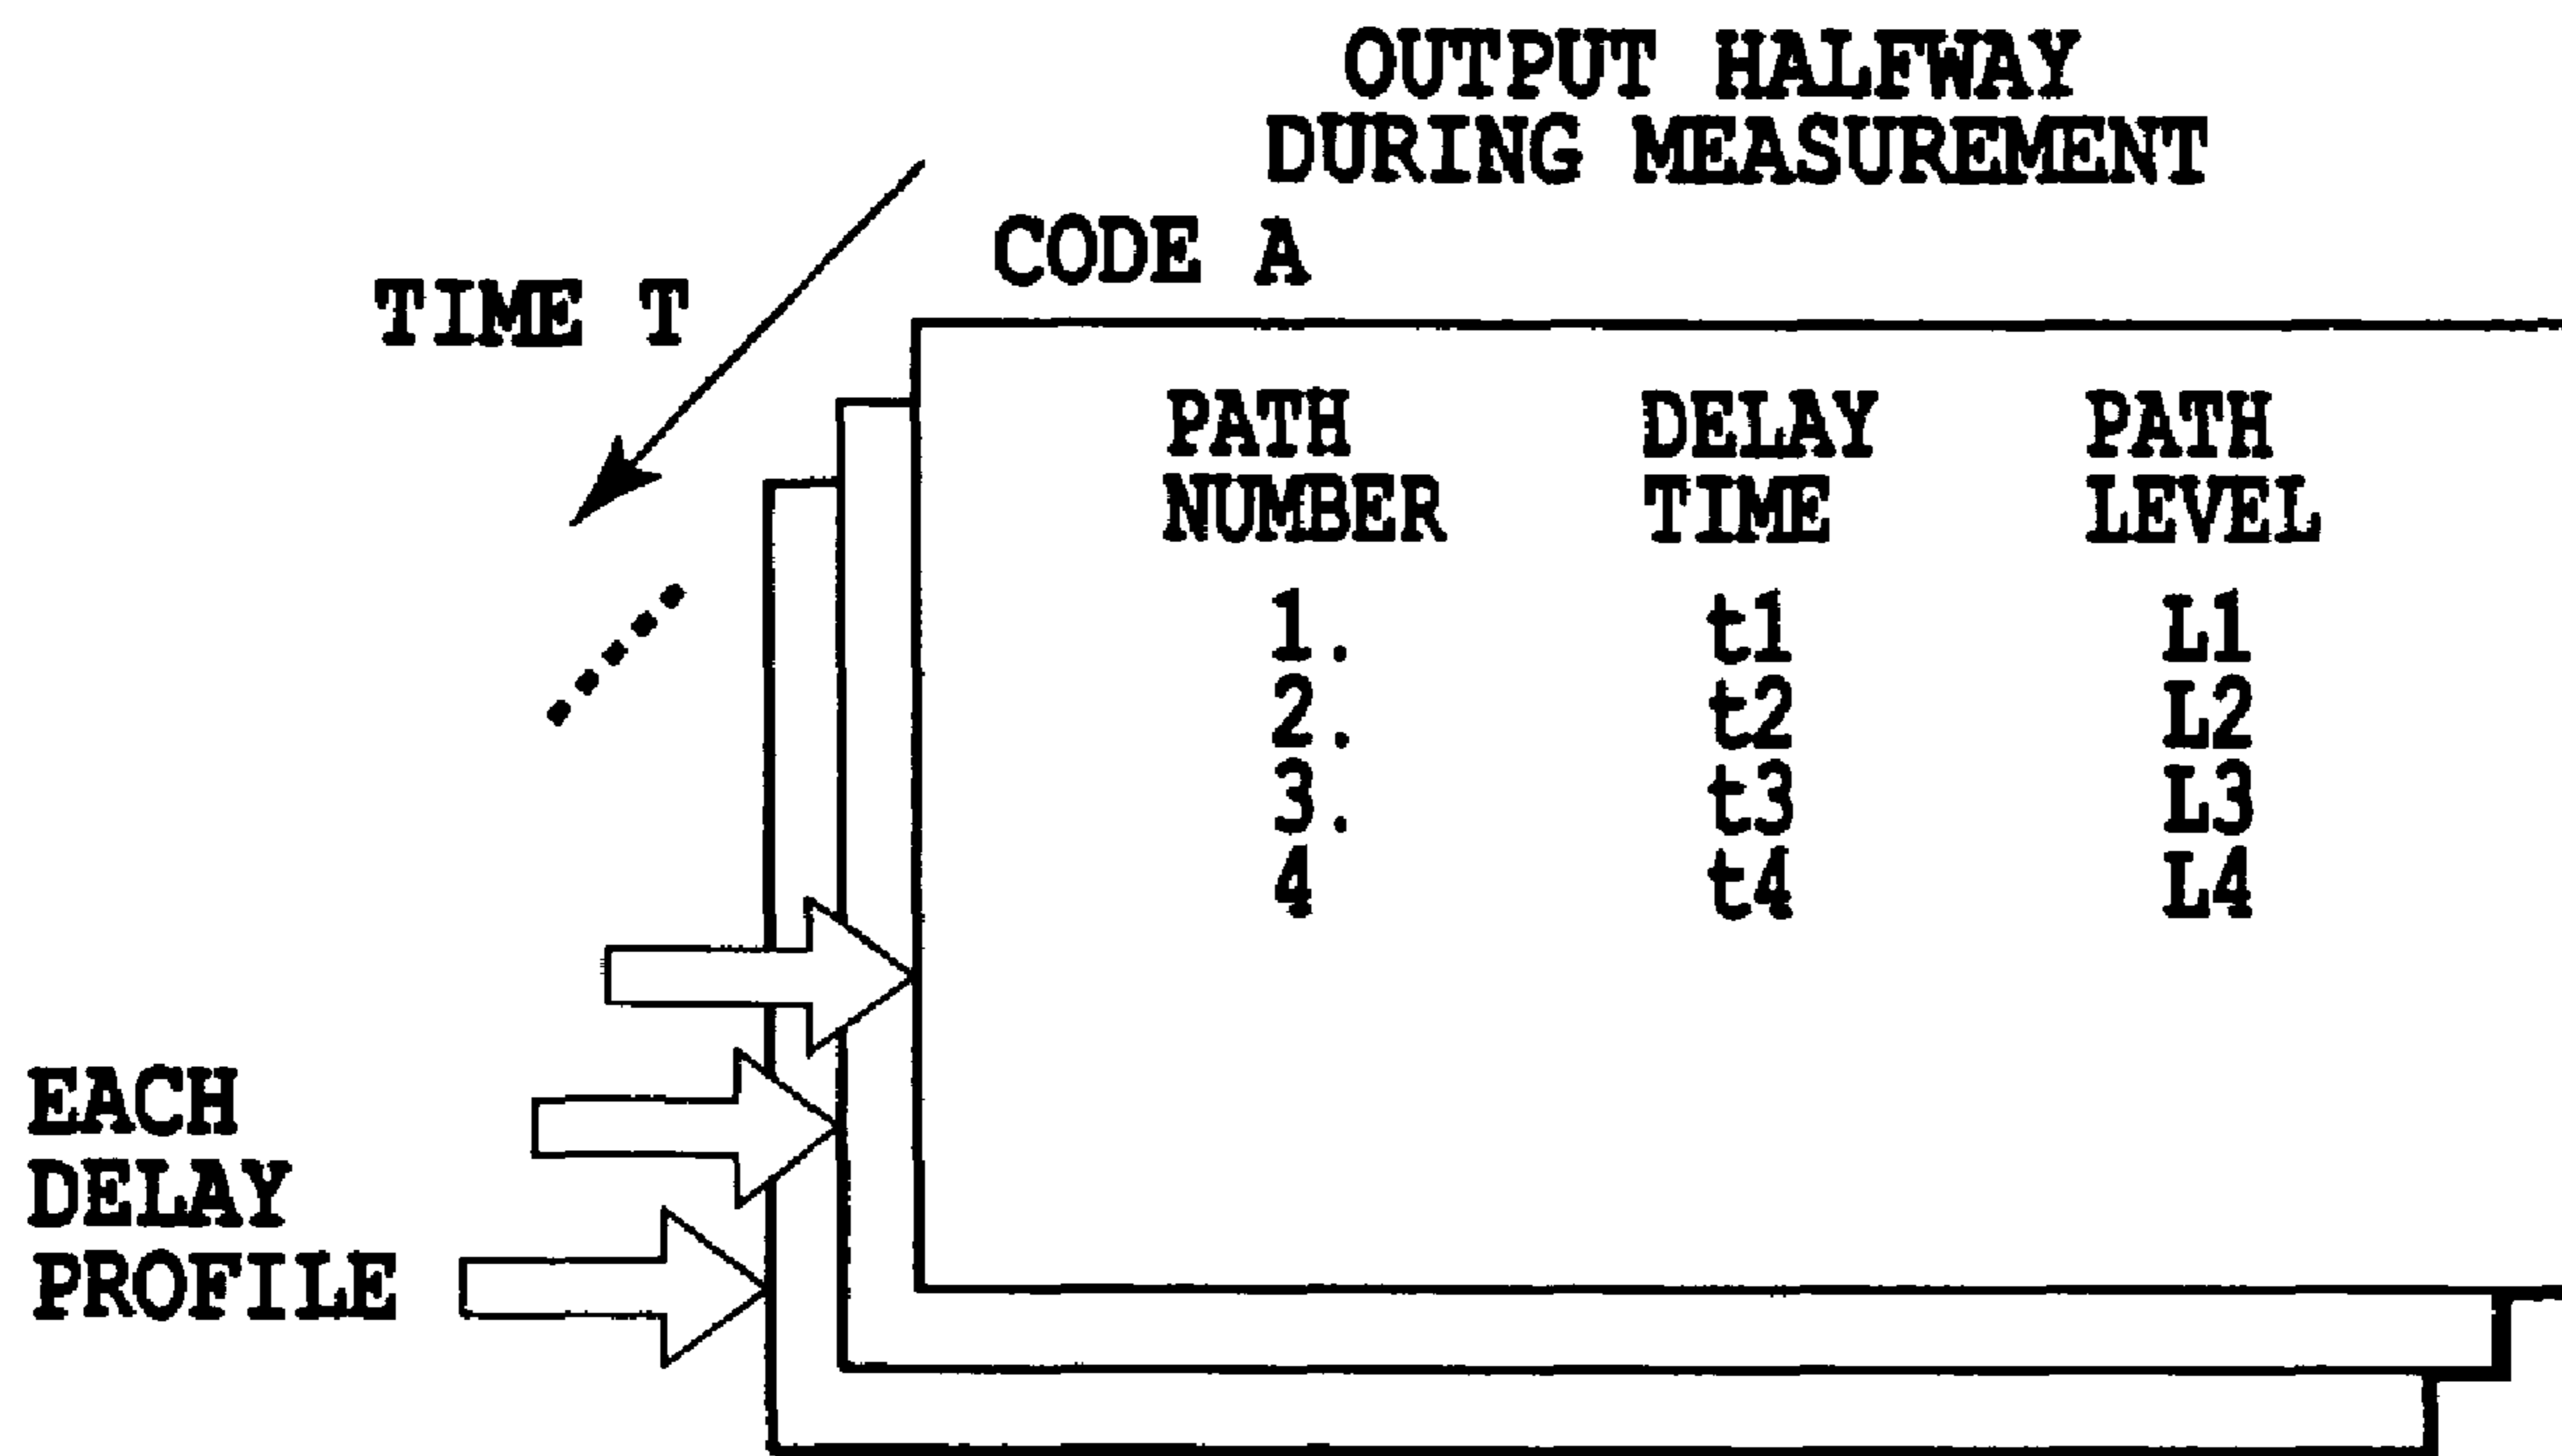 OUTPUT HALFWAY
DURING MEASUREMENT
CODE A
TIME T
PATH NUMBER DELAY TIME PATH LEVEL
1. t1 L1
2. t2 L2
3. t3 L3
4 t4 L4
EACH
DELAY
PROFILE